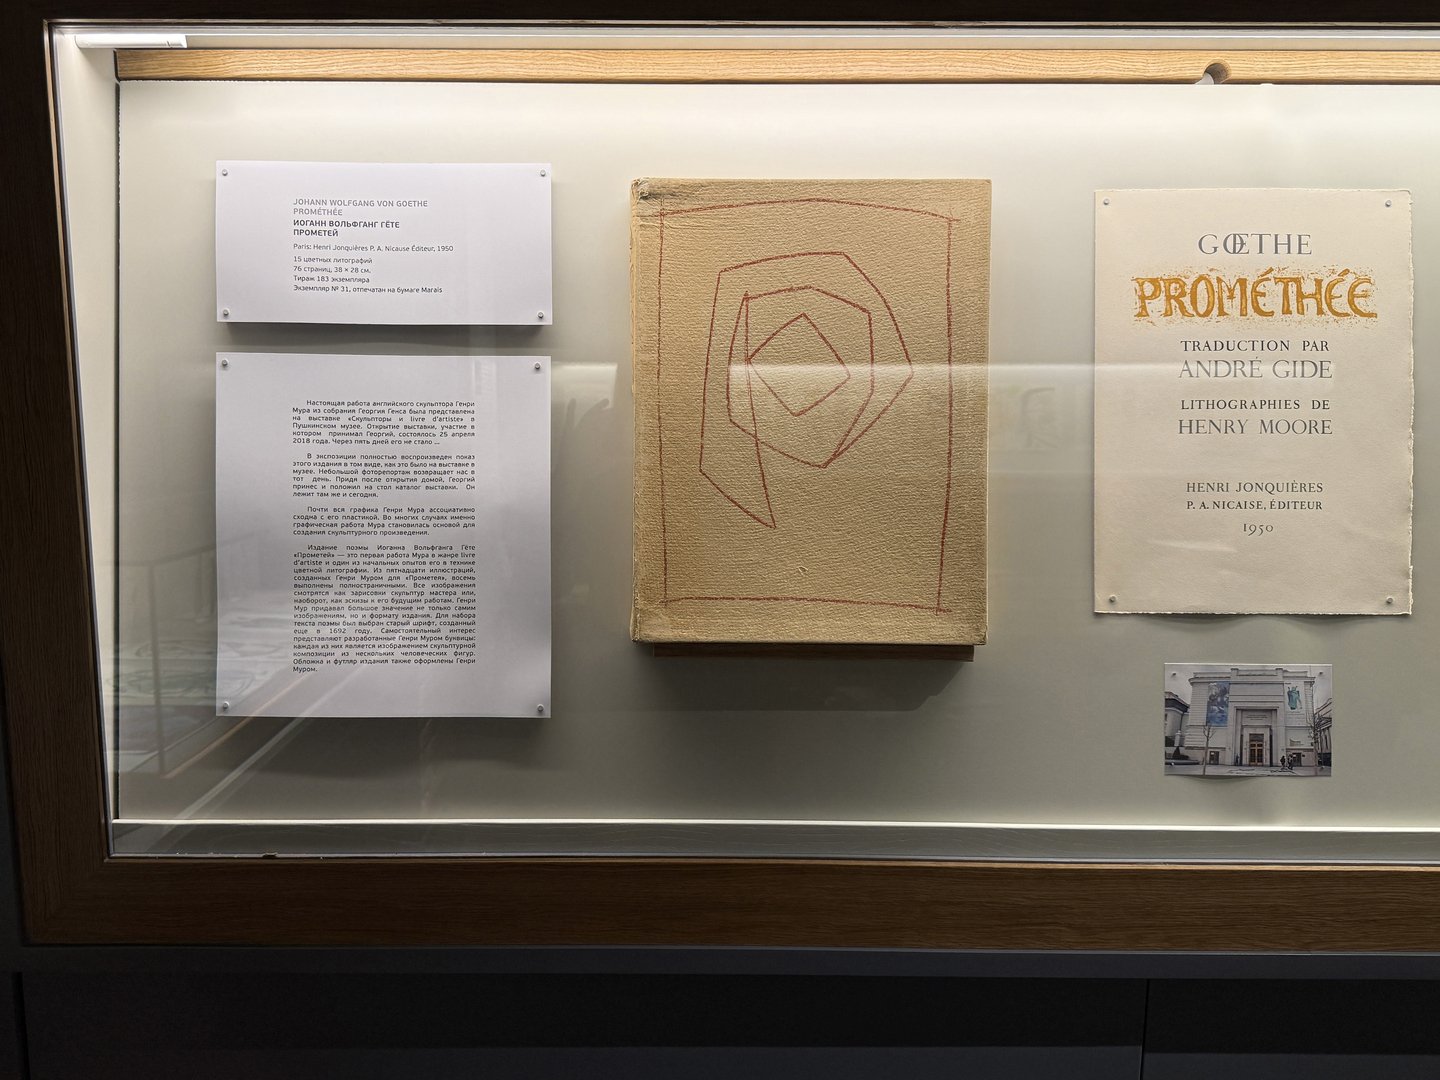 JOHANN WOLFGANG VON GOETHE
PROMÉTHÉE
ИОГАНН ВОЛЬФГАНГ ГЁТЕ
ПРОМЕТЕЙ
Paris: Henri Jonquières P. A. Nicause Éditeur, 1950
15 цветных литографий
76 страниц, 38 × 28 см.
Тираж 183 экземпляра
Экземпляр № 31, отпечатан на бумаге Marais
Настоящая работа английского скульптора Генри
Мура из собрания Георгия Генса была представлена
на выставке «Скульпторы и livre d'artiste» в
Пушкинском музее. Открытие выставки, участие в
котором принимал Георгий, состоялось 25 апреля
2018 года. Через пять дней его не стало ...
В экспозиции полностью воспроизведен показ
этого издания в том виде, как это было на выставке в
музее. Небольшой фоторепортаж возвращает нас в
тот день. Придя после открытия домой, Георгий
принес и положил на стол каталог выставки. Он
лежит там же и сегодня.
Почти вся графика Генри Мура ассоциативно
сходна с его пластикой. Во многих случаях именно
графическая работа Мура становилась основой для
создания скульптурного произведения.
Издание поэмы Иоганна Вольфганга Гёте
«Прометей» — это первая работа Мура в жанре livre
d'artiste и один из начальных опытов его в технике
цветной литографии. Из пятнадцати иллюстраций,
созданных Генри Муром для «Прометея», восемь
выполнены полностраничными. Все изображения
смотрятся как зарисовки скульптур мастера или,
наоборот, как эскизы к его будущим работам. Генри
Мур придавал большое значение не только самим
изображениям, но и формату издания. Для набора
текста поэмы был выбран старый шрифт, созданный
еще в 1692 году. Самостоятельный интерес
представляют разработанные Генри Муром буквицы:
каждая из них является изображением скульптурной
композиции из нескольких человеческих фигур.
Обложка и футляр издания также оформлены Генри
Муром.
GŒTHE
PROMÉTHÉE
TRADUCTION PAR
ANDRÉ GIDE
LITHOGRAPHIES DE
HENRY MOORE
HENRI JONQUIÈRES
P. A. NICAISE, ÉDITEUR
1950